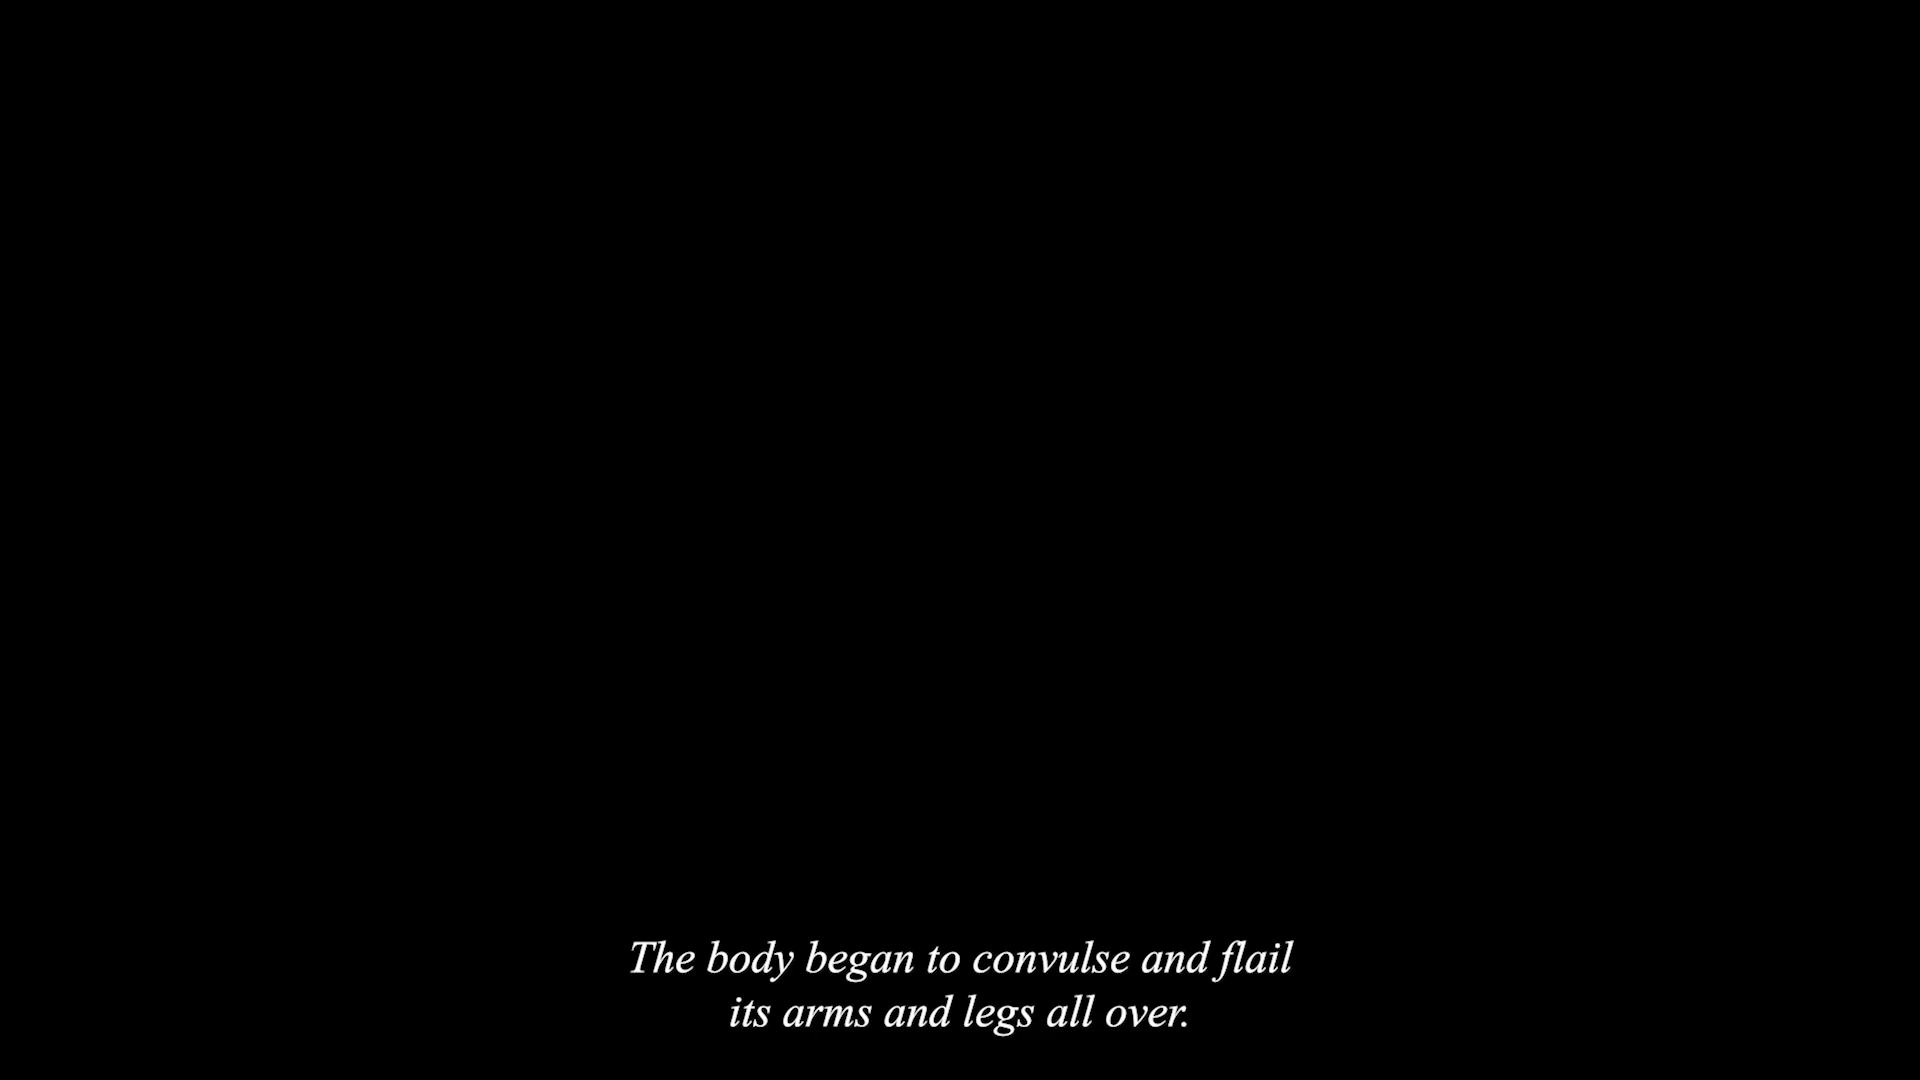 The body began to convulse and flail
its arms and legs all over.